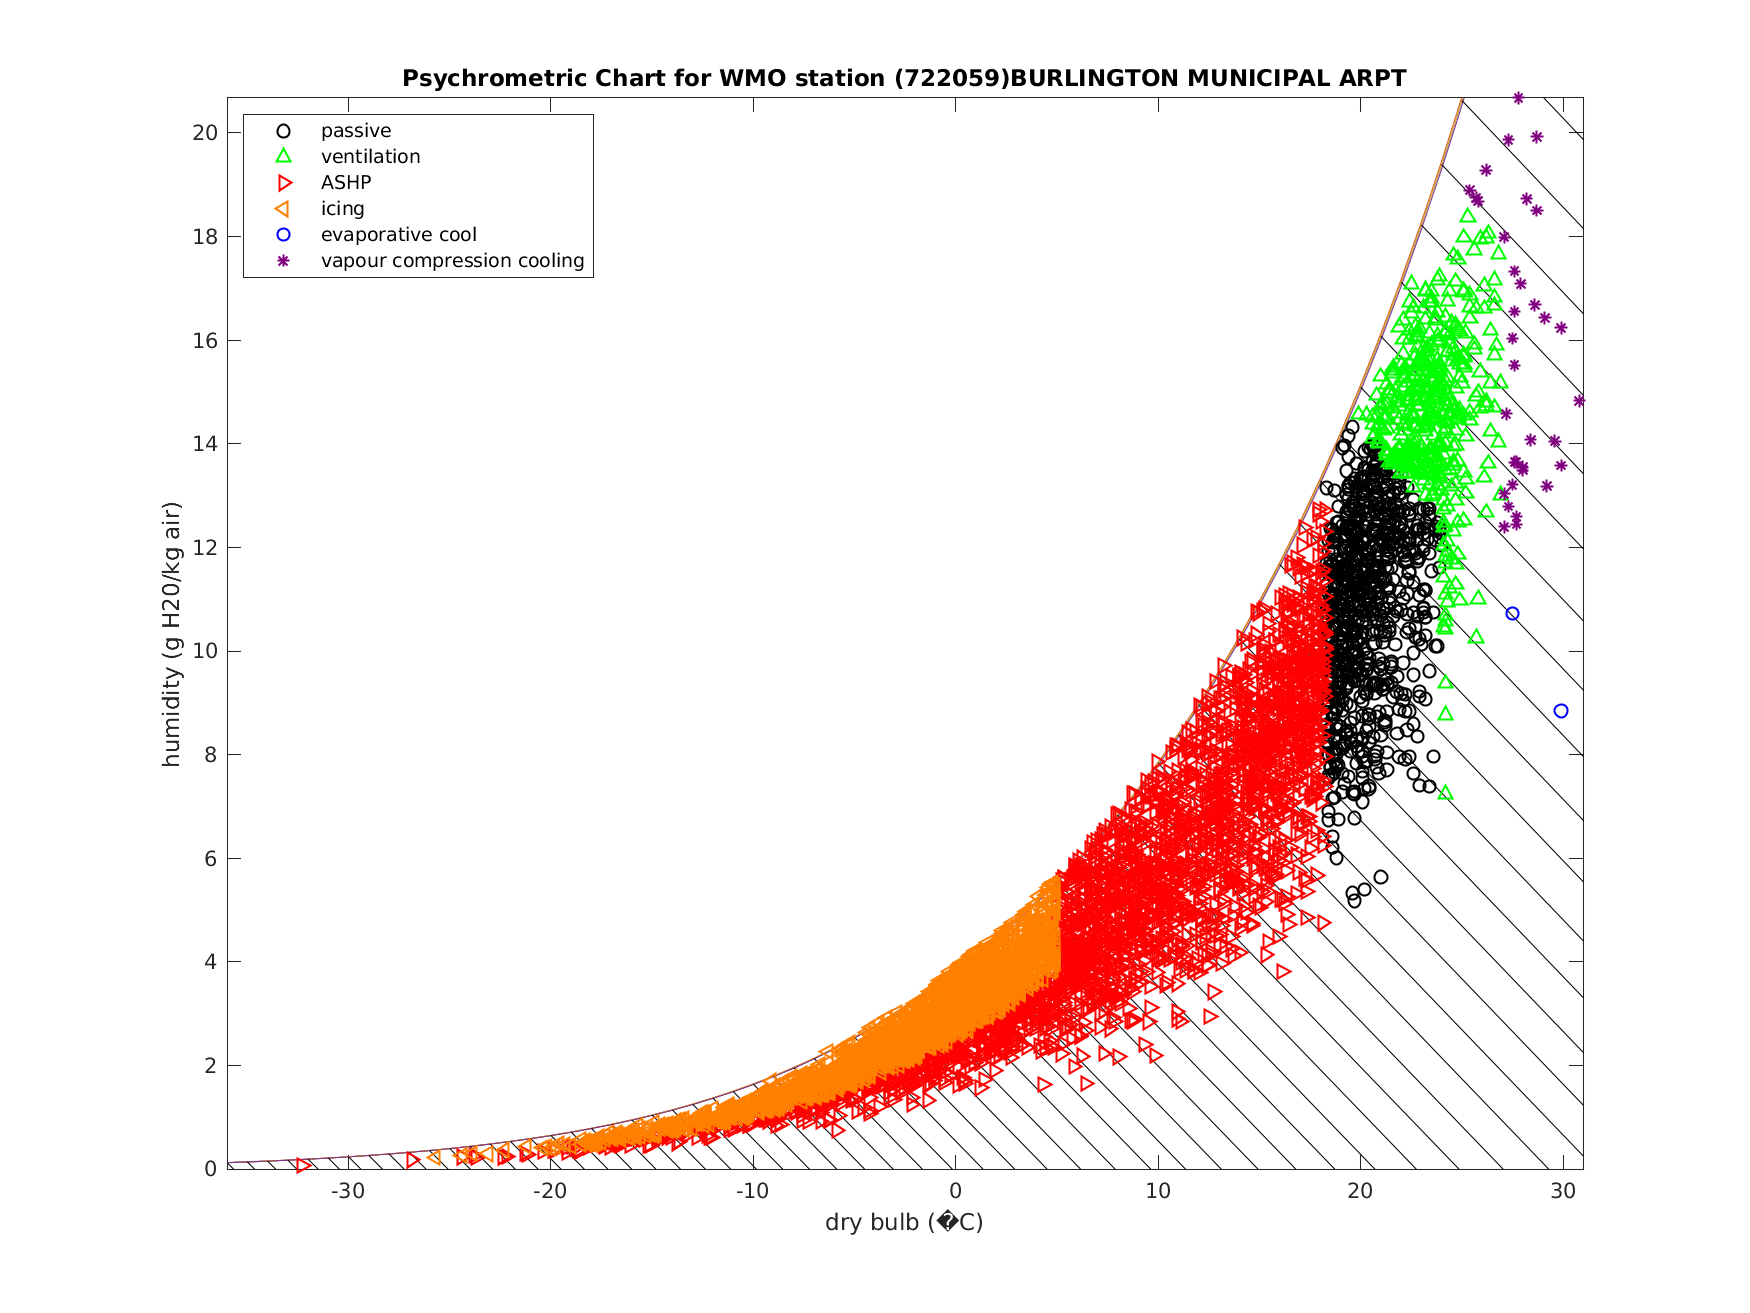 Psychrometric Chart for WMO station (722059)BURLINGTON MUNICIPAL ARPT
passive
ventilation
ASHP
icing
evaporative cool
vapour compression cooling
humidity (g H20/kg air)
20
18
16
14
12
10
8
6
4
2
0
-30 -20 -10 0 10 20 30
dry bulb (�C)